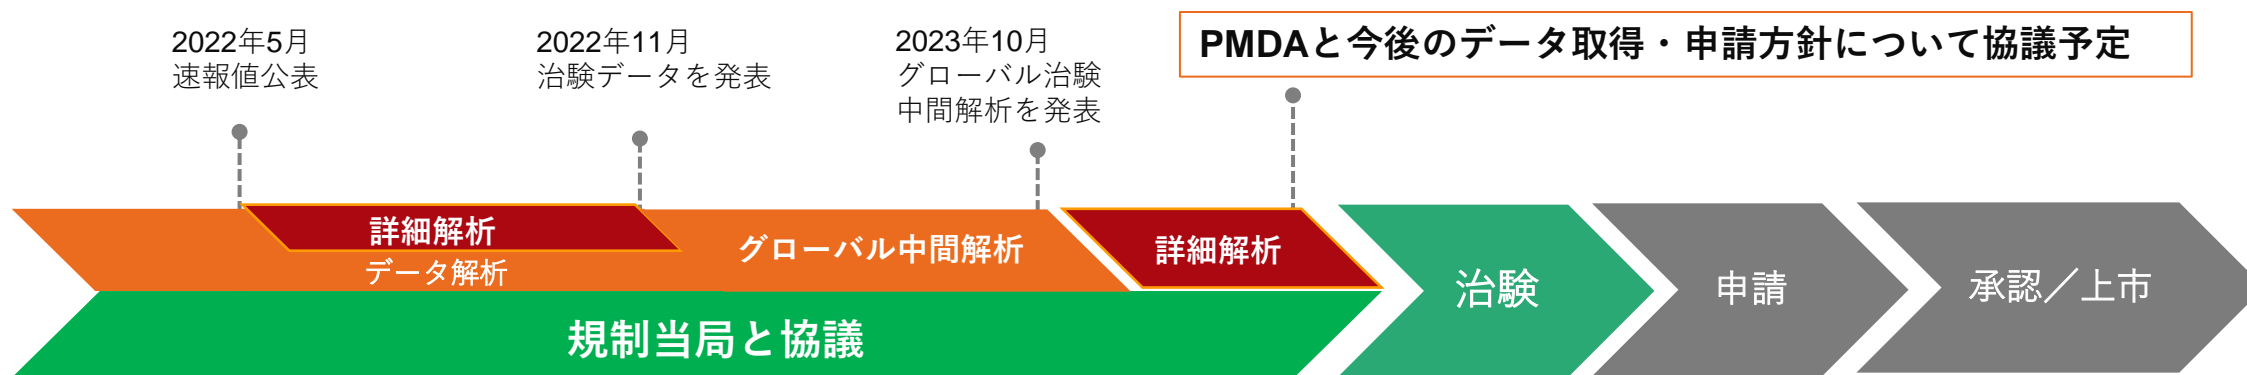 2022年5月
速報値公表
2022年11月
治験データを発表
2023年10月
グローバル治験
中間解析を発表
PMDAと今後のデータ取得・申請方針について協議予定
詳細解析
データ解析
グローバル中間解析
詳細解析
規制当局と協議
治験
申請
承認／上市